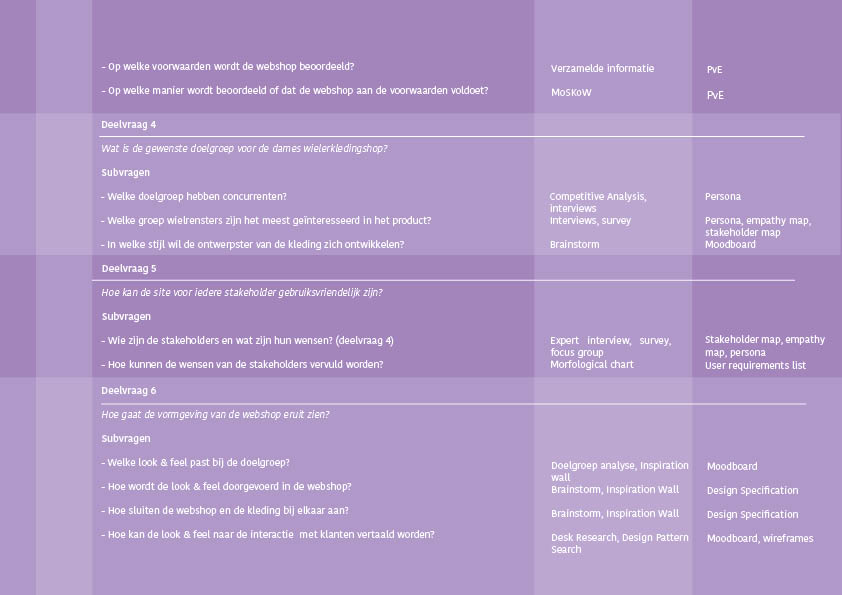 – Op welke voorwaarden wordt de webshop beoordeeld? Verzamelde informatie PvE
– Op welke manier wordt beoordeeld of dat de webshop aan de voorwaarden voldoet? MoSKoW PvE
Deelvraag 4
Wat is de gewenste doelgroep voor de dames wielerkledingshop?
Subvragen
- Welke doelgroep hebben concurrenten? Competitive Analysis, Persona
interviews
- Welke groep wielrensters zijn het meest geïnteresseerd in het product? Interviews, survey Persona, empathy map,
stakeholder map
- In welke stijl wil de ontwerpster van de kleding zich ontwikkelen? Brainstorm Moodboard
Deelvraag 5
Hoe kan de site voor iedere stakeholder gebruiksvriendelijk zijn?
Subvragen
- Wie zijn de stakeholders en wat zijn hun wensen? (deelvraag 4) Expert interview, survey, Stakeholder map, empathy
focus group map, persona
- Hoe kunnen de wensen van de stakeholders vervuld worden? Morfological chart User requirements list
Deelvraag 6
Hoe gaat de vormgeving van de webshop eruit zien?
Subvragen
- Welke look & feel past bij de doelgroep? Doelgroep analyse, Inspiration Moodboard
wall
- Hoe wordt de look & feel doorgevoerd in de webshop? Brainstorm, Inspiration Wall Design Specification
- Hoe sluiten de webshop en de kleding bij elkaar aan? Brainstorm, Inspiration Wall Design Specification
- Hoe kan de look & feel naar de interactie met klanten vertaald worden? Desk Research, Design Pattern Moodboard, wireframes
Search